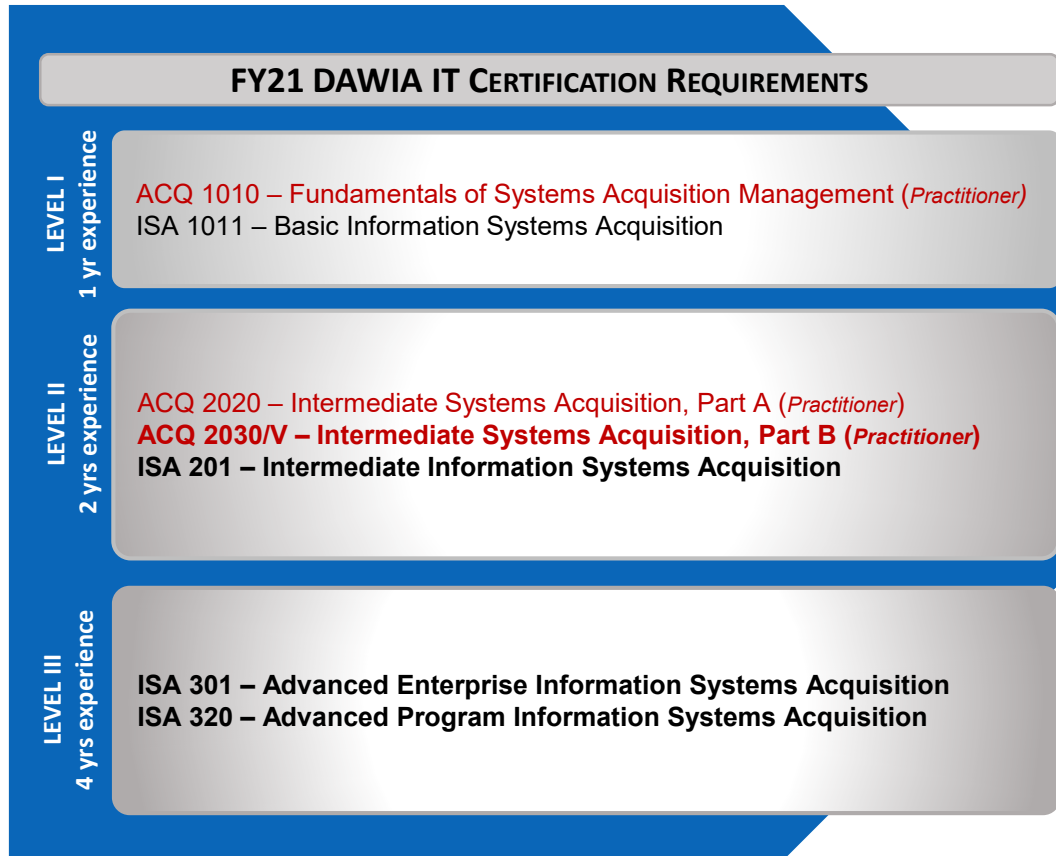 FY21 DAWIA IT CERTIFICATION REQUIREMENTS
LEVEL I
1 yr experience
ACQ 1010 – Fundamentals of Systems Acquisition Management (Practitioner)
ISA 1011 – Basic Information Systems Acquisition
LEVEL II
2 yrs experience
ACQ 2020 – Intermediate Systems Acquisition, Part A (Practitioner)
ACQ 2030/V – Intermediate Systems Acquisition, Part B (Practitioner)
ISA 201 – Intermediate Information Systems Acquisition
LEVEL III
4 yrs experience
ISA 301 – Advanced Enterprise Information Systems Acquisition
ISA 320 – Advanced Program Information Systems Acquisition